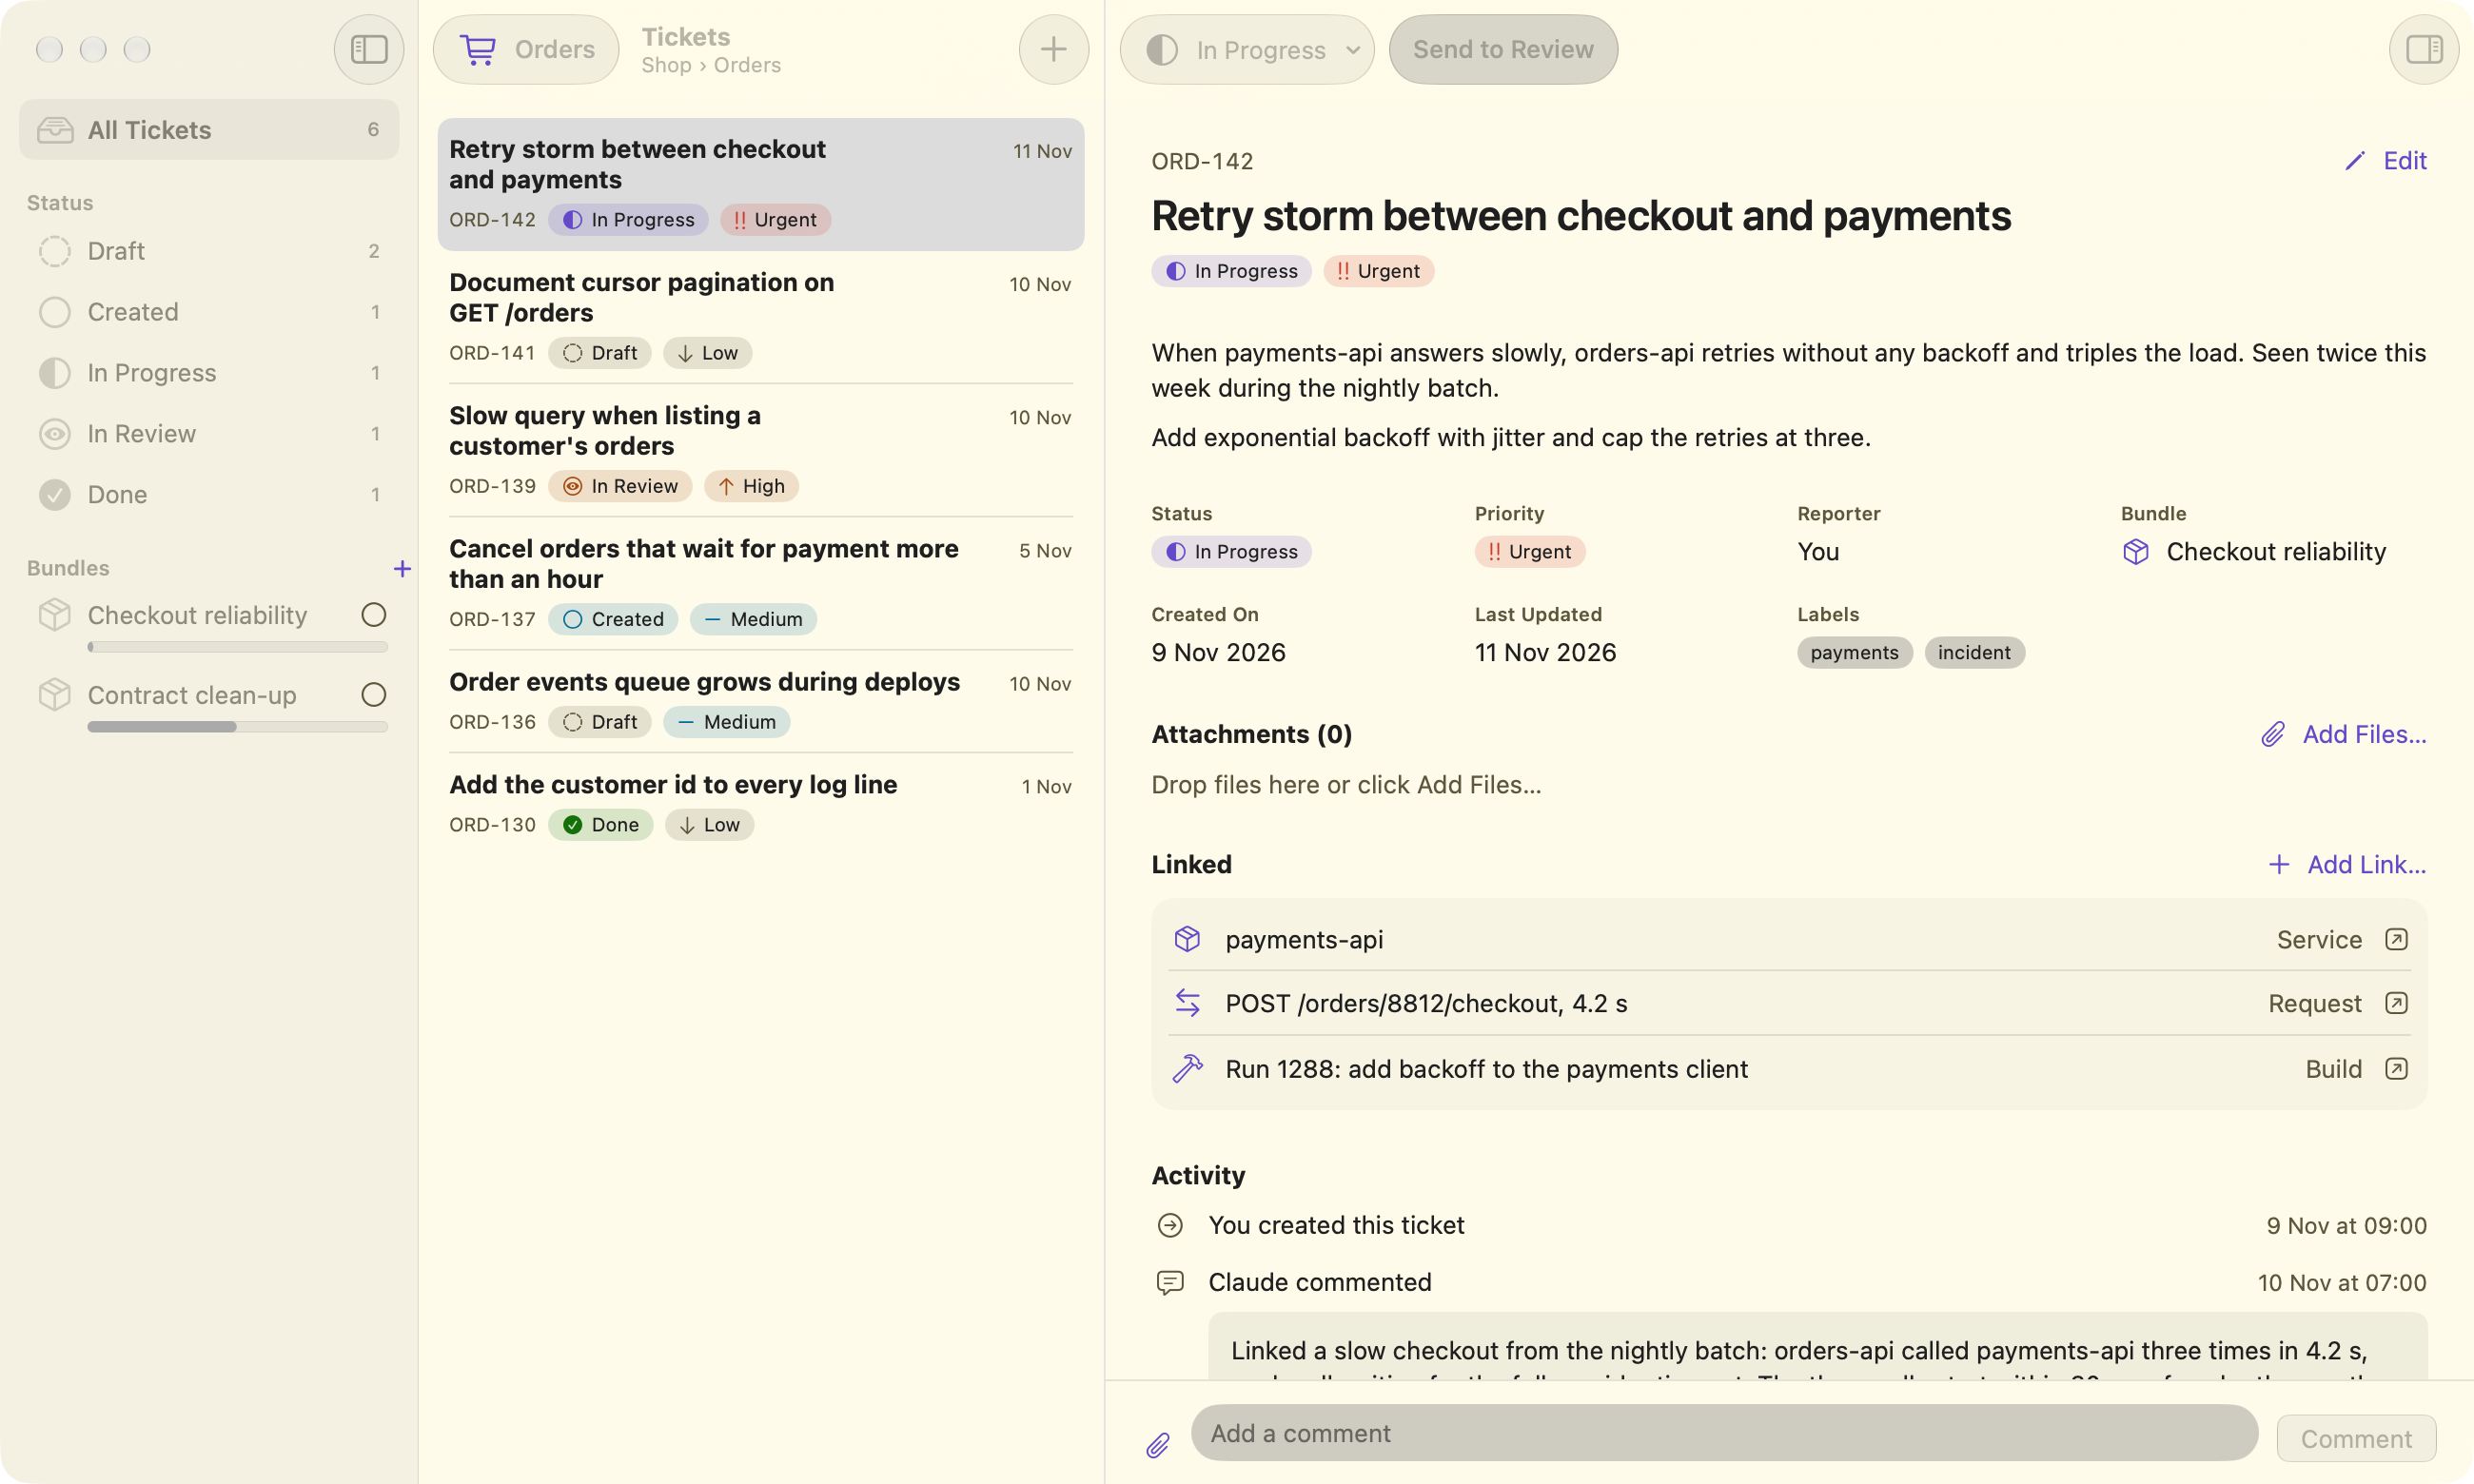 Orders
Tickets
Shop › Orders
In Progress
Send to Review
All Tickets 6
Status
Draft 2
Created 1
In Progress 1
In Review 1
Done 1
Bundles
Checkout reliability
Contract clean-up
Retry storm between checkout and payments 11 Nov
ORD-142 In Progress !! Urgent
Document cursor pagination on GET /orders 10 Nov
ORD-141 Draft Low
Slow query when listing a customer's orders 10 Nov
ORD-139 In Review High
Cancel orders that wait for payment more than an hour 5 Nov
ORD-137 Created Medium
Order events queue grows during deploys 10 Nov
ORD-136 Draft Medium
Add the customer id to every log line 1 Nov
ORD-130 Done Low
ORD-142 Edit
Retry storm between checkout and payments
In Progress !! Urgent
When payments-api answers slowly, orders-api retries without any backoff and triples the load. Seen twice this
week during the nightly batch.
Add exponential backoff with jitter and cap the retries at three.
Status Priority Reporter Bundle
In Progress !! Urgent You Checkout reliability
Created On Last Updated Labels
9 Nov 2026 11 Nov 2026 payments incident
Attachments (0) Add Files...
Drop files here or click Add Files...
Linked Add Link...
payments-api Service
POST /orders/8812/checkout, 4.2 s Request
Run 1288: add backoff to the payments client Build
Activity
You created this ticket 9 Nov at 09:00
Claude commented 10 Nov at 07:00
Linked a slow checkout from the nightly batch: orders-api called payments-api three times in 4.2 s,
Add a comment Comment